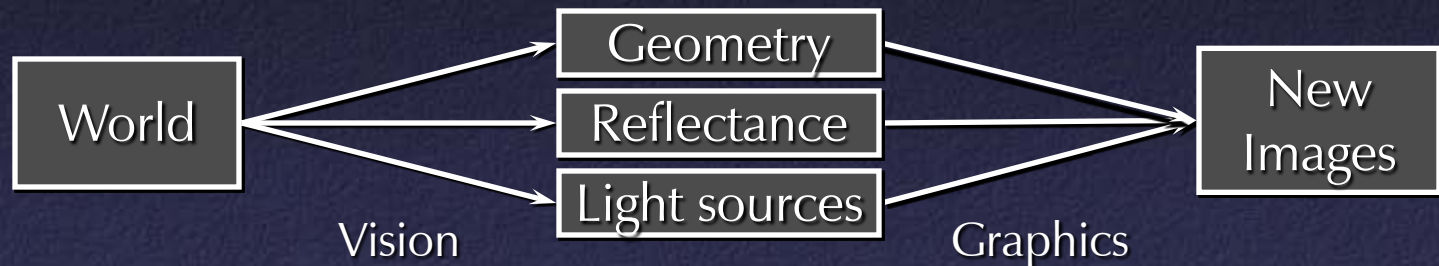 World
Geometry
Reflectance
Light sources
New
Images
Vision
Graphics